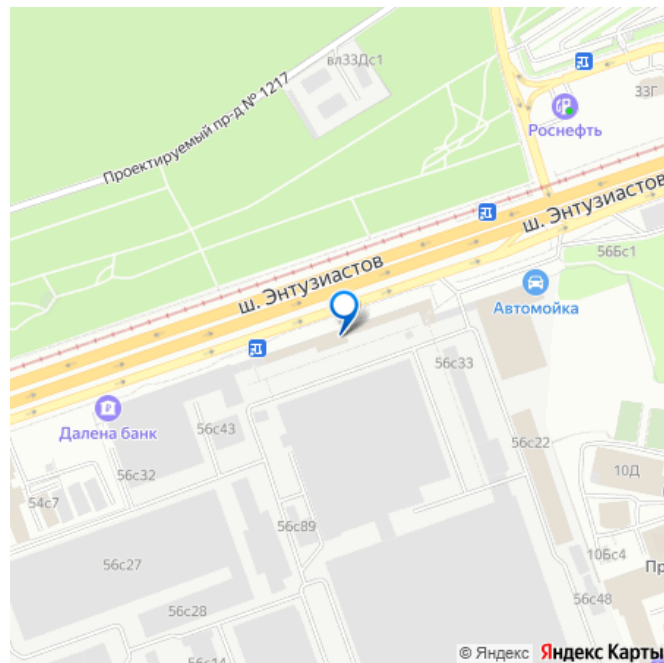 вл33Дс1
Проектируемый пр-д № 1217
33Г
Роснефть
ш. Энтузиастов
ш. Энтузиастов
56Бс1
Автомойка
56с33
Далена банк
56с43
56с22
56с32
54с7
10Д
56с89
10Бс4
56с27
Пр
56с48
56с28
56с14
© Яндекс Яндекс Карты